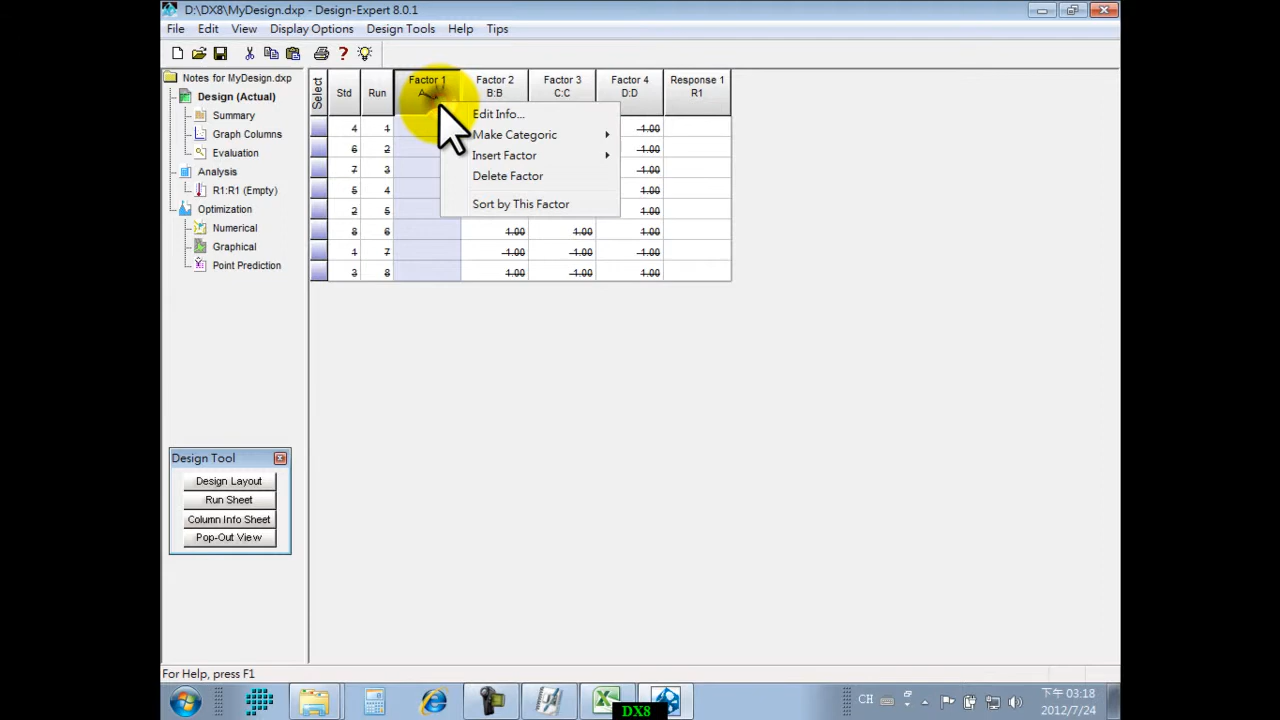 D:\DX8\MyDesign.dxp - Design-Expert 8.0.1
File Edit View Display Options Design Tools Help Tips
Notes for MyDesign.dxp
Design (Actual)
Summary
Graph Columns
Evaluation
Analysis
R1:R1 (Empty)
Optimization
Numerical
Graphical
Point Prediction
Select Std Run Factor 1 Factor 2 Factor 3 Factor 4 Response 1
B:B C:C D:D R1
4 1 -1.00
6 2 1.00
7 3 1.00
5 4 1.00
2 5 1.00
8 6 1.00 1.00 1.00
1 7 -1.00 -1.00 -1.00
3 8 1.00 -1.00 1.00
Edit Info...
Make Categoric
Insert Factor
Delete Factor
Sort by This Factor
Design Tool
Design Layout
Run Sheet
Column Info Sheet
Pop-Out View
For Help, press F1
CH
下午 03:18
2012/7/24
DX8